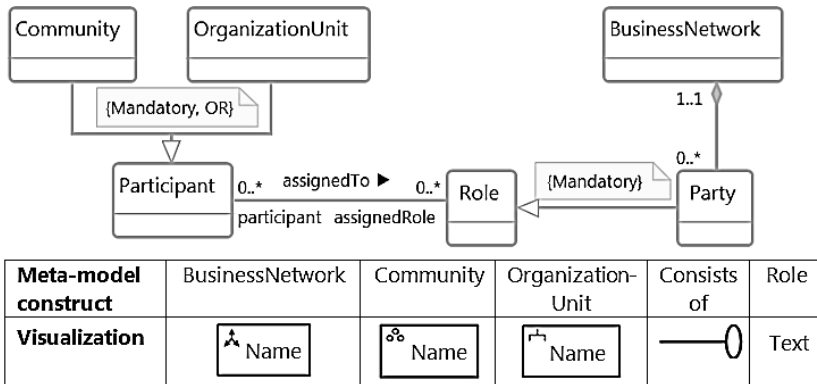 Community
OrganizationUnit
BusinessNetwork
{Mandatory, OR}
1..1
0..*
Participant
0..*
assignedTo ▶
0..*
participant
assignedRole
Role
{Mandatory}
Party
Meta-model construct
BusinessNetwork
Community
Organization-
Unit
Consists
of
Role
Visualization
Name
Name
Name
Text